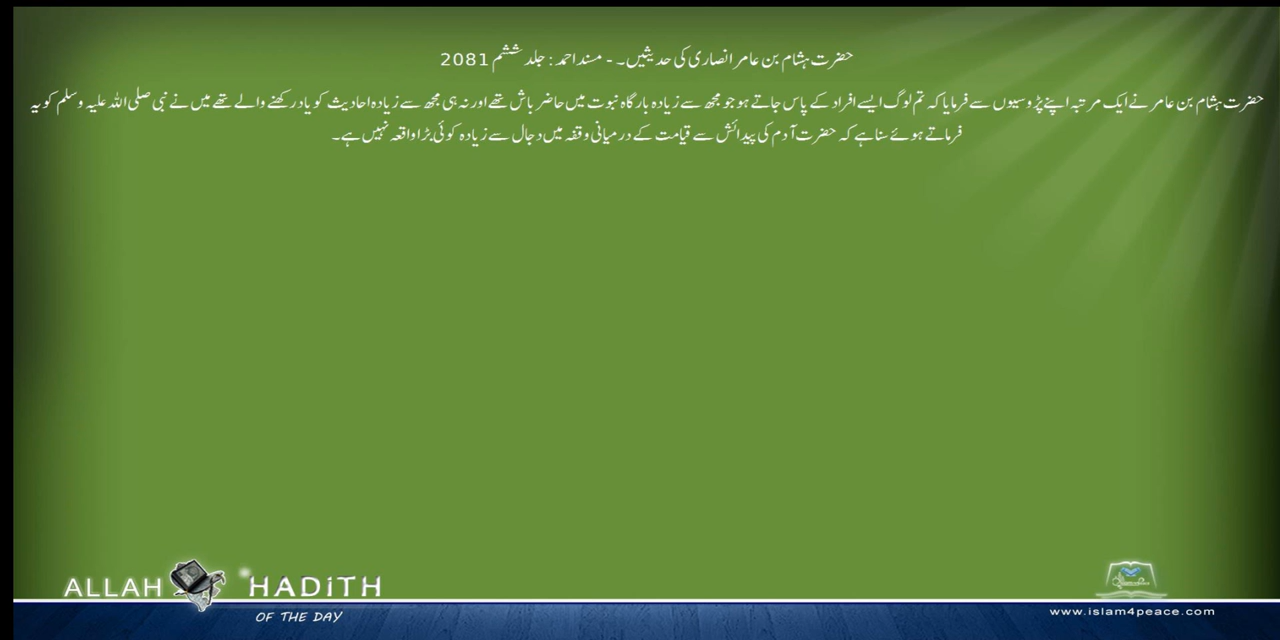 حضرت ہشام بن عامر انصاری کی حدیثیں۔ - مسند احمد : جلد ششم 2081
حضرت ہشام بن عامر نے ایک مرتبہ اپنے پڑوسیوں سے فرمایا کہ تم لوگ ایسے افراد کے پاس جاتے ہو جو مجھ سے زیادہ بارگاہ نبوت میں حاضر باش تھے اور نہ ہی مجھ سے زیادہ احادیث کو یاد رکھنے والے تھے میں نے نبی صلی اللہ علیہ وسلم کو یہ
فرماتے ہوئے سنا ہے کہ حضرت آدم کی پیدائش سے قیامت کے درمیانی وقفہ میں دجال سے زیادہ کوئی بڑا واقعہ نہیں ہے۔
ALLAH HADITH
OF THE DAY
www.islam4peace.com